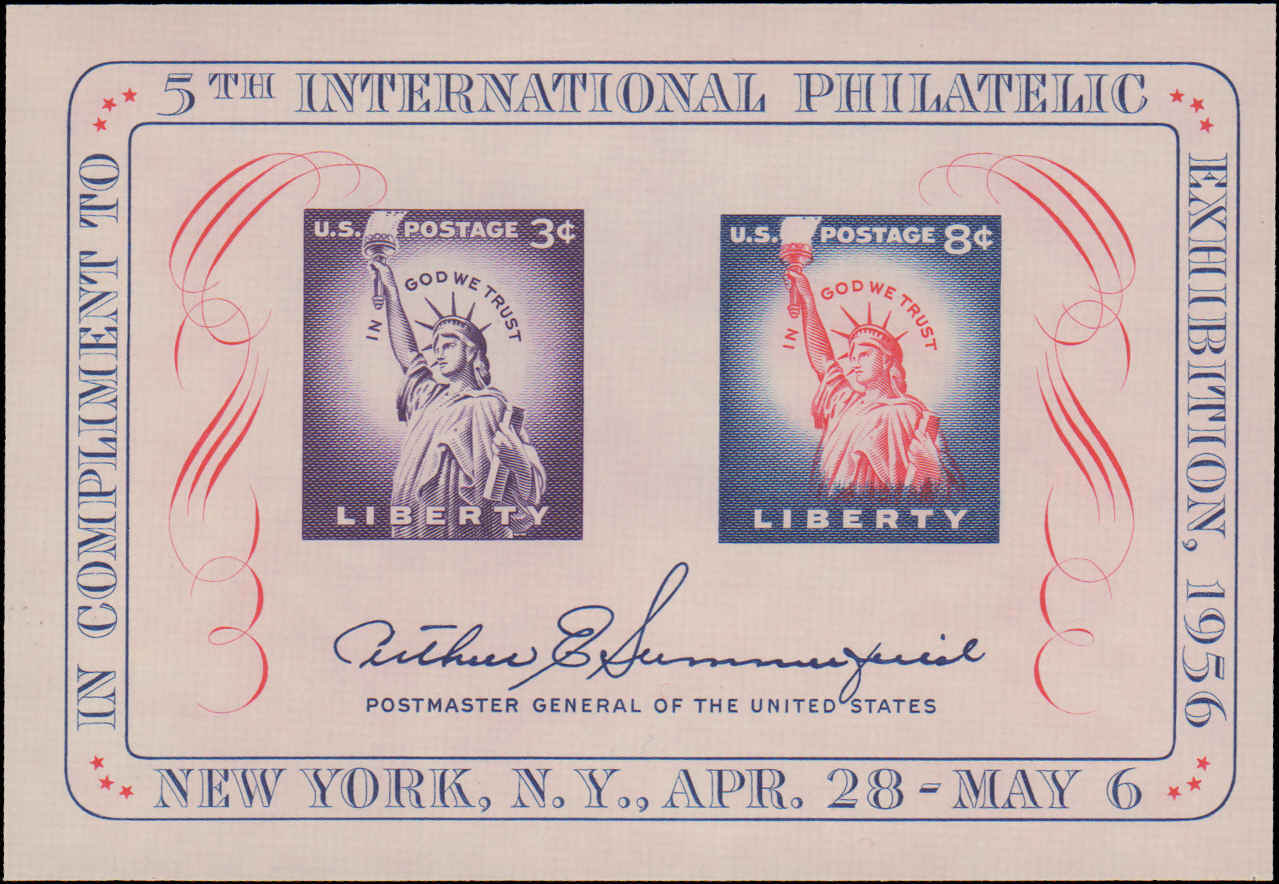 IN COMPLIMENT TO
5TH INTERNATIONAL PHILATELIC
EXHIBITION, 1956
NEW YORK, N.Y., APR. 28 - MAY 6
U.S. POSTAGE 3¢
IN GOD WE TRUST
LIBERTY
U.S. POSTAGE 8¢
IN GOD WE TRUST
LIBERTY
Arthur E Summerfield
POSTMASTER GENERAL OF THE UNITED STATES